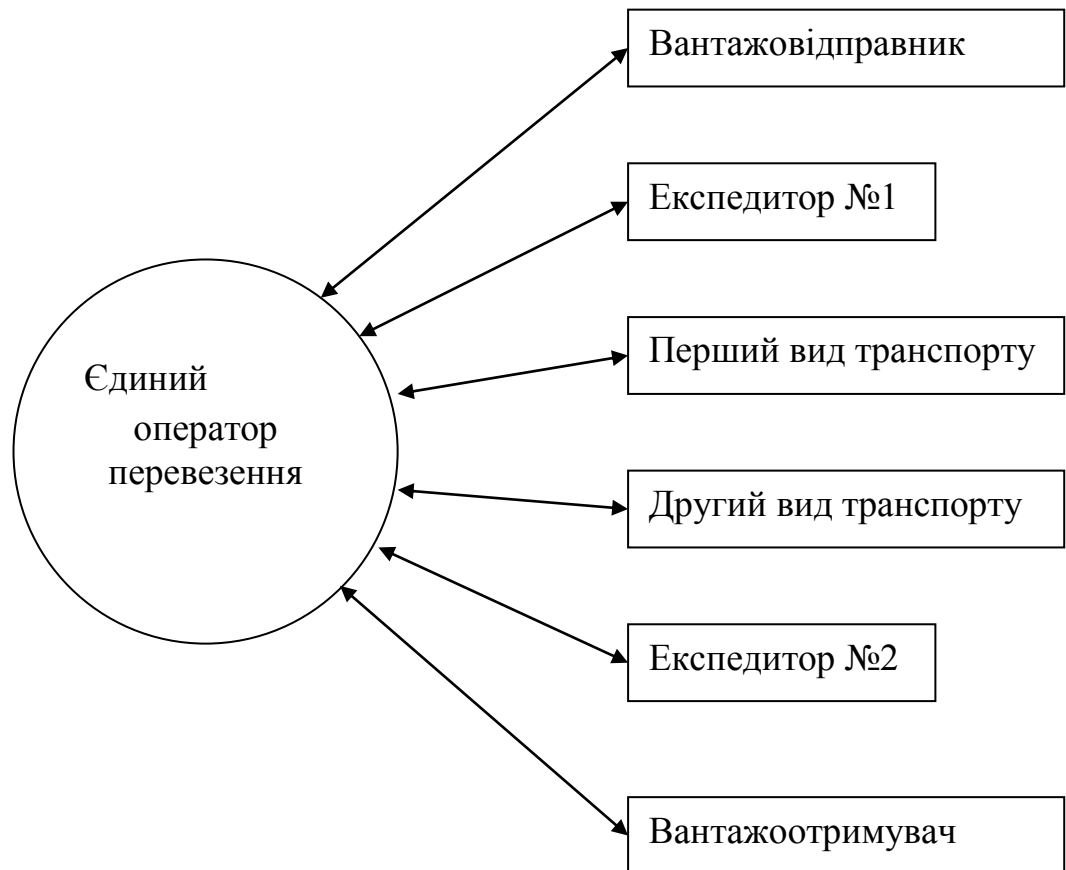 Вантажовідправник
Експедитор №1
Перший вид транспорту
Єдиний
оператор
перевезення
Другий вид транспорту
Експедитор №2
Вантажоотримувач